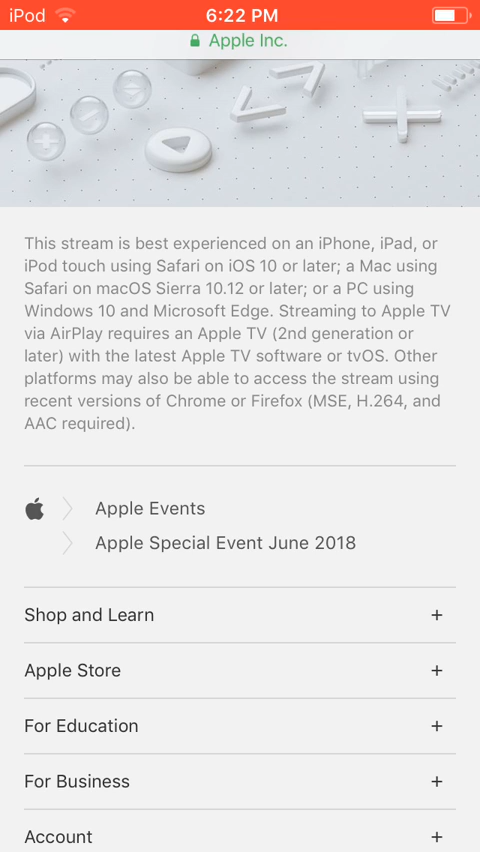 iPod 6:22 PM
Apple Inc.
This stream is best experienced on an iPhone, iPad, or
iPod touch using Safari on iOS 10 or later; a Mac using
Safari on macOS Sierra 10.12 or later; or a PC using
Windows 10 and Microsoft Edge. Streaming to Apple TV
via AirPlay requires an Apple TV (2nd generation or
later) with the latest Apple TV software or tvOS. Other
platforms may also be able to access the stream using
recent versions of Chrome or Firefox (MSE, H.264, and
AAC required).
Apple Events
Apple Special Event June 2018
Shop and Learn +
Apple Store +
For Education +
For Business +
Account +